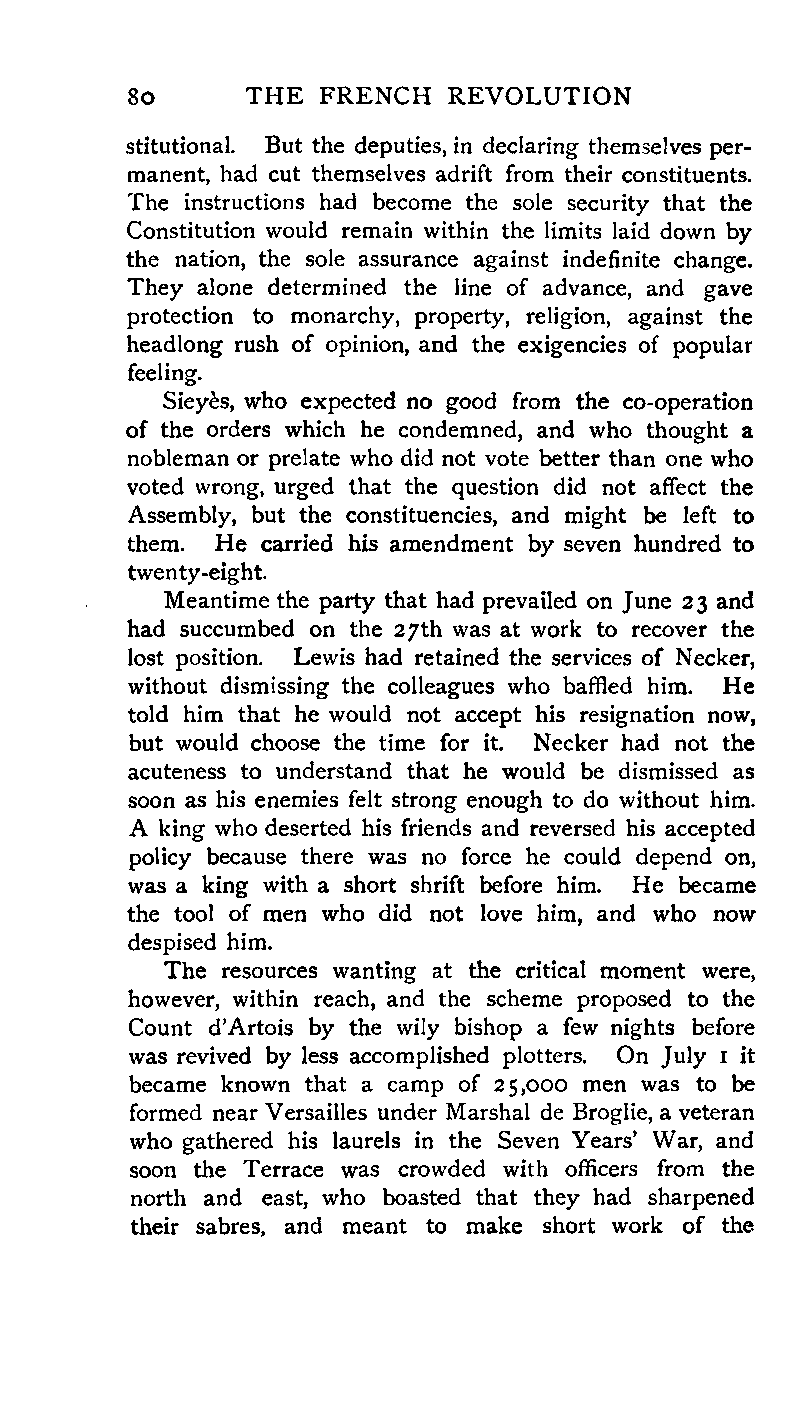 80 THE FRENCH REVOLUTION
stitutional. But the deputies, in declaring themselves per-
manent, had cut themselves adrift from their constituents.
The instructions had become the sole security that the
Constitution would remain within the limits laid down by
the nation, the sole assurance against indefinite change.
They alone determined the line of advance, and gave
protection to monarchy, property, religion, against the
headlong rush of opinion, and the exigencies of popular
feeling.
Sieyès, who expected no good from the co-operation
of the orders which he condemned, and who thought a
nobleman or prelate who did not vote better than one who
voted wrong, urged that the question did not affect the
Assembly, but the constituencies, and might be left to
them. He carried his amendment by seven hundred to
twenty-eight.
Meantime the party that had prevailed on June 23 and
had succumbed on the 27th was at work to recover the
lost position. Lewis had retained the services of Necker,
without dismissing the colleagues who baffled him. He
told him that he would not accept his resignation now,
but would choose the time for it. Necker had not the
acuteness to understand that he would be dismissed as
soon as his enemies felt strong enough to do without him.
A king who deserted his friends and reversed his accepted
policy because there was no force he could depend on,
was a king with a short shrift before him. He became
the tool of men who did not love him, and who now
despised him.
The resources wanting at the critical moment were,
however, within reach, and the scheme proposed to the
Count d'Artois by the wily bishop a few nights before
was revived by less accomplished plotters. On July 1 it
became known that a camp of 25,000 men was to be
formed near Versailles under Marshal de Broglie, a veteran
who gathered his laurels in the Seven Years' War, and
soon the Terrace was crowded with officers from the
north and east, who boasted that they had sharpened
their sabres, and meant to make short work of the